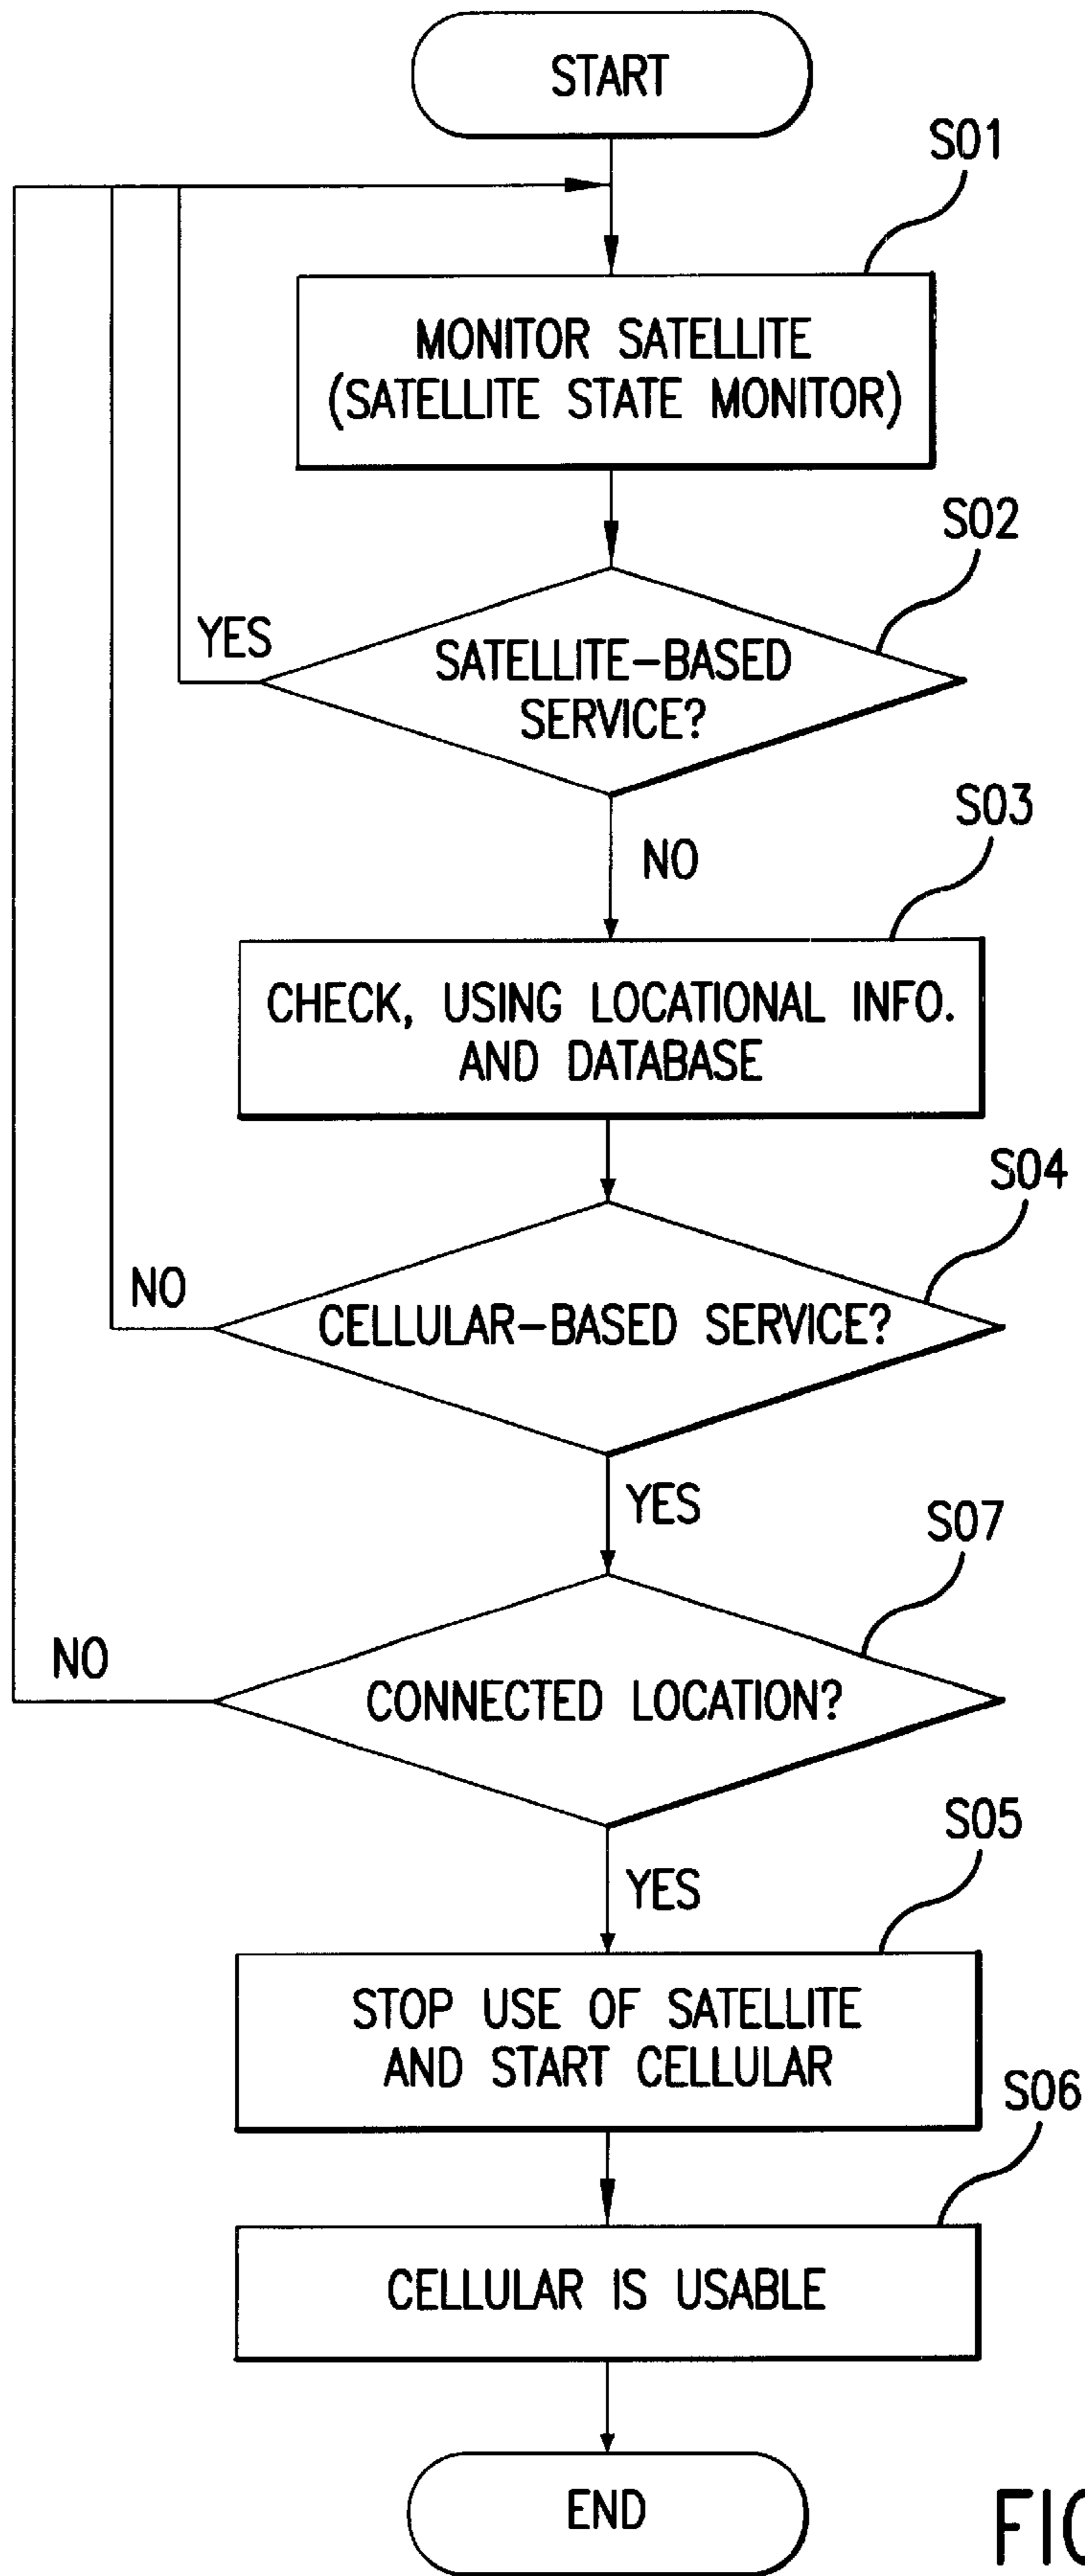 START
S01
MONITOR SATELLITE
(SATELLITE STATE MONITOR)
S02
YES
SATELLITE-BASED
SERVICE?
NO
S03
CHECK, USING LOCATIONAL INFO.
AND DATABASE
S04
NO
CELLULAR-BASED SERVICE?
YES
S07
NO
CONNECTED LOCATION?
YES
S05
STOP USE OF SATELLITE
AND START CELLULAR
S06
CELLULAR IS USABLE
END